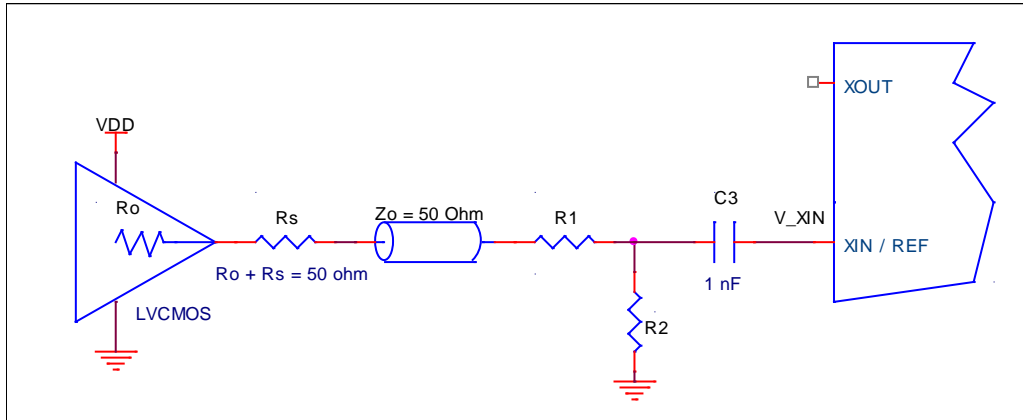 XOUT
VDD
Ro
Rs
Zo = 50 Ohm
R1
C3
V_XIN
XIN / REF
Ro + Rs = 50 ohm
1 nF
LVCMOS
R2